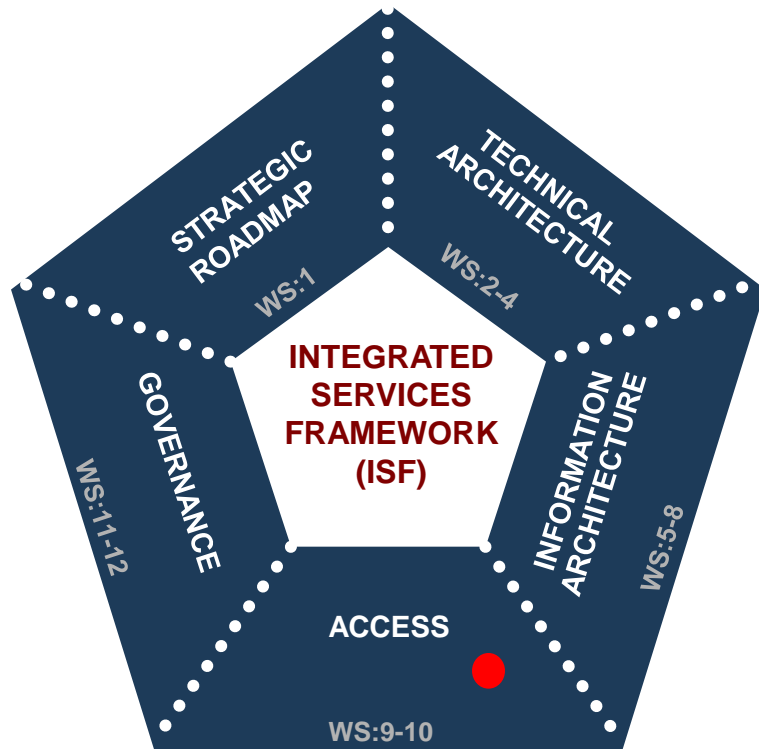 STRATEGIC
ROADMAP
WS:1
TECHNICAL
ARCHITECTURE
WS:2-4
INTEGRATED
SERVICES
FRAMEWORK
(ISF)
GOVERNANCE
WS:11-12
INFORMATION
ARCHITECTURE
WS:5-8
ACCESS
WS:9-10